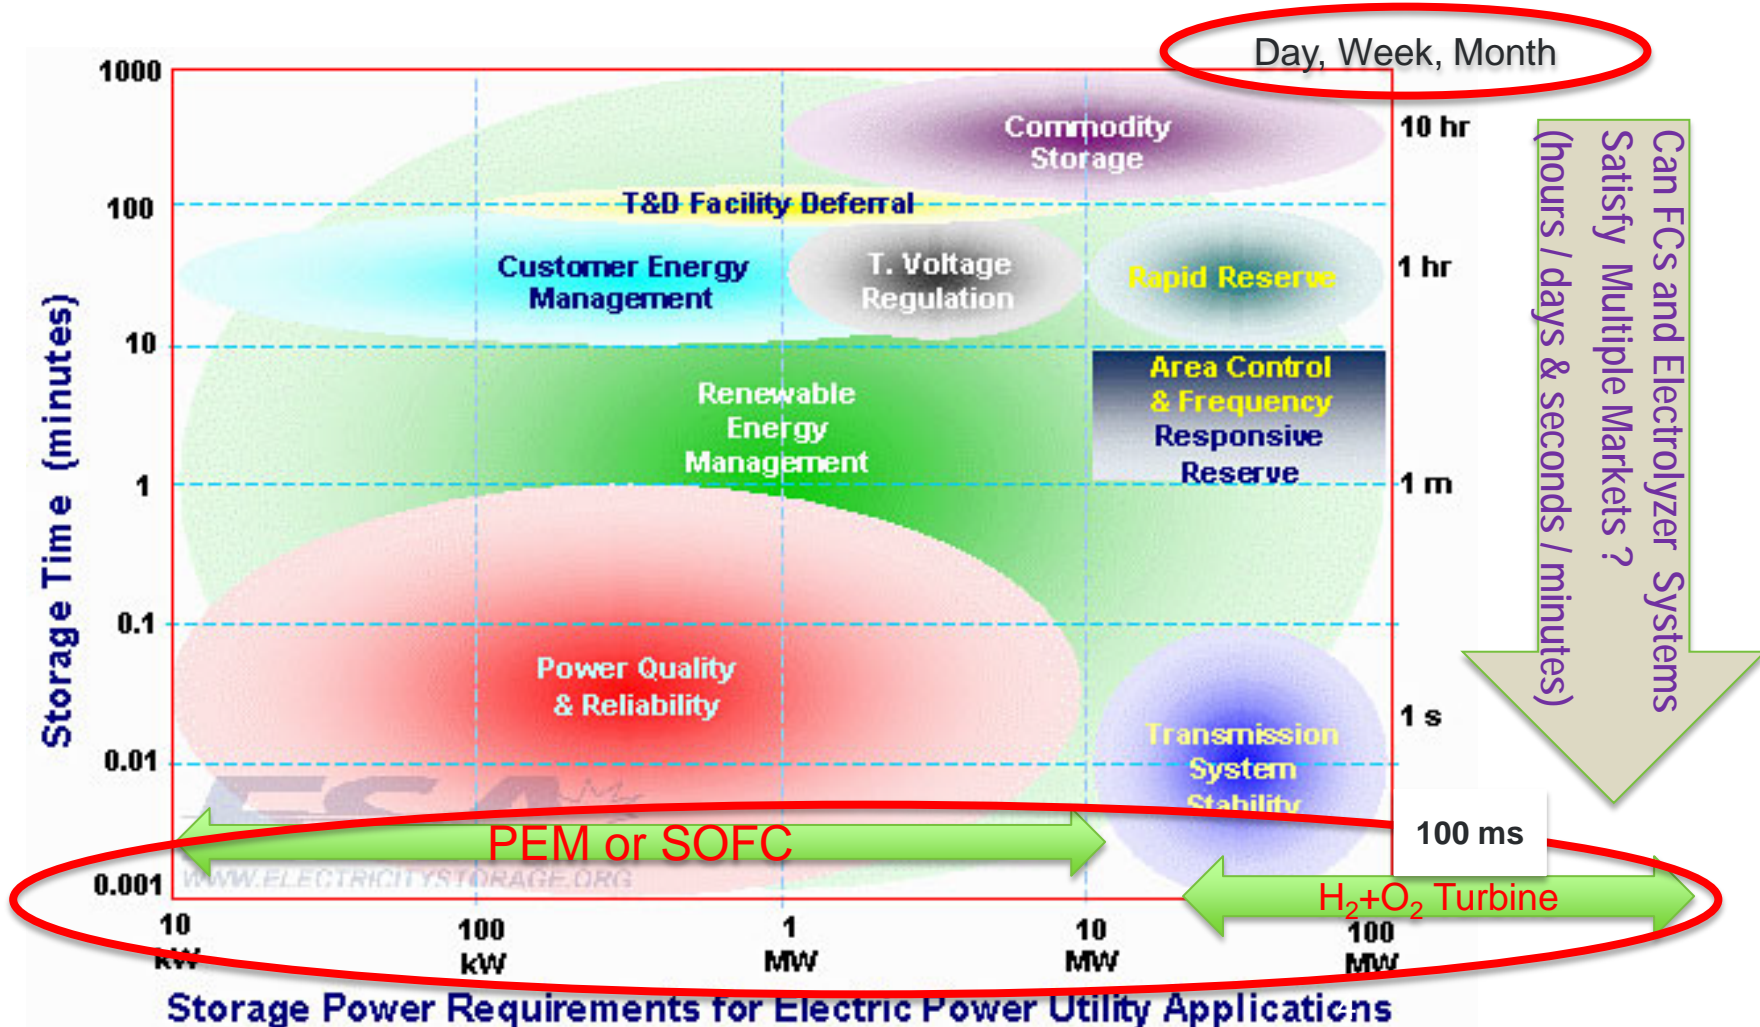 Day, Week, Month
1000
100
10
1
0.1
0.01
0.001
Storage Time (minutes)
Commodity
Storage
T&D Facility Deferral
Customer Energy
Management
T. Voltage
Regulation
Rapid Reserve
Renewable
Energy
Management
Area Control
& Frequency
Responsive
Reserve
Power Quality
& Reliability
Transmission
System
Stability
10 hr
1 hr
1 m
1 s
100 ms
Can FCs and Electrolyzer Systems
Satisfy Multiple Markets ?
(hours / days & seconds / minutes)
ESA
PEM or SOFC
WWW.ELECTRICITYSTORAGE.ORG
H₂+O₂ Turbine
10
kW
100
kW
1
MW
10
MW
100
MW
Storage Power Requirements for Electric Power Utility Applications